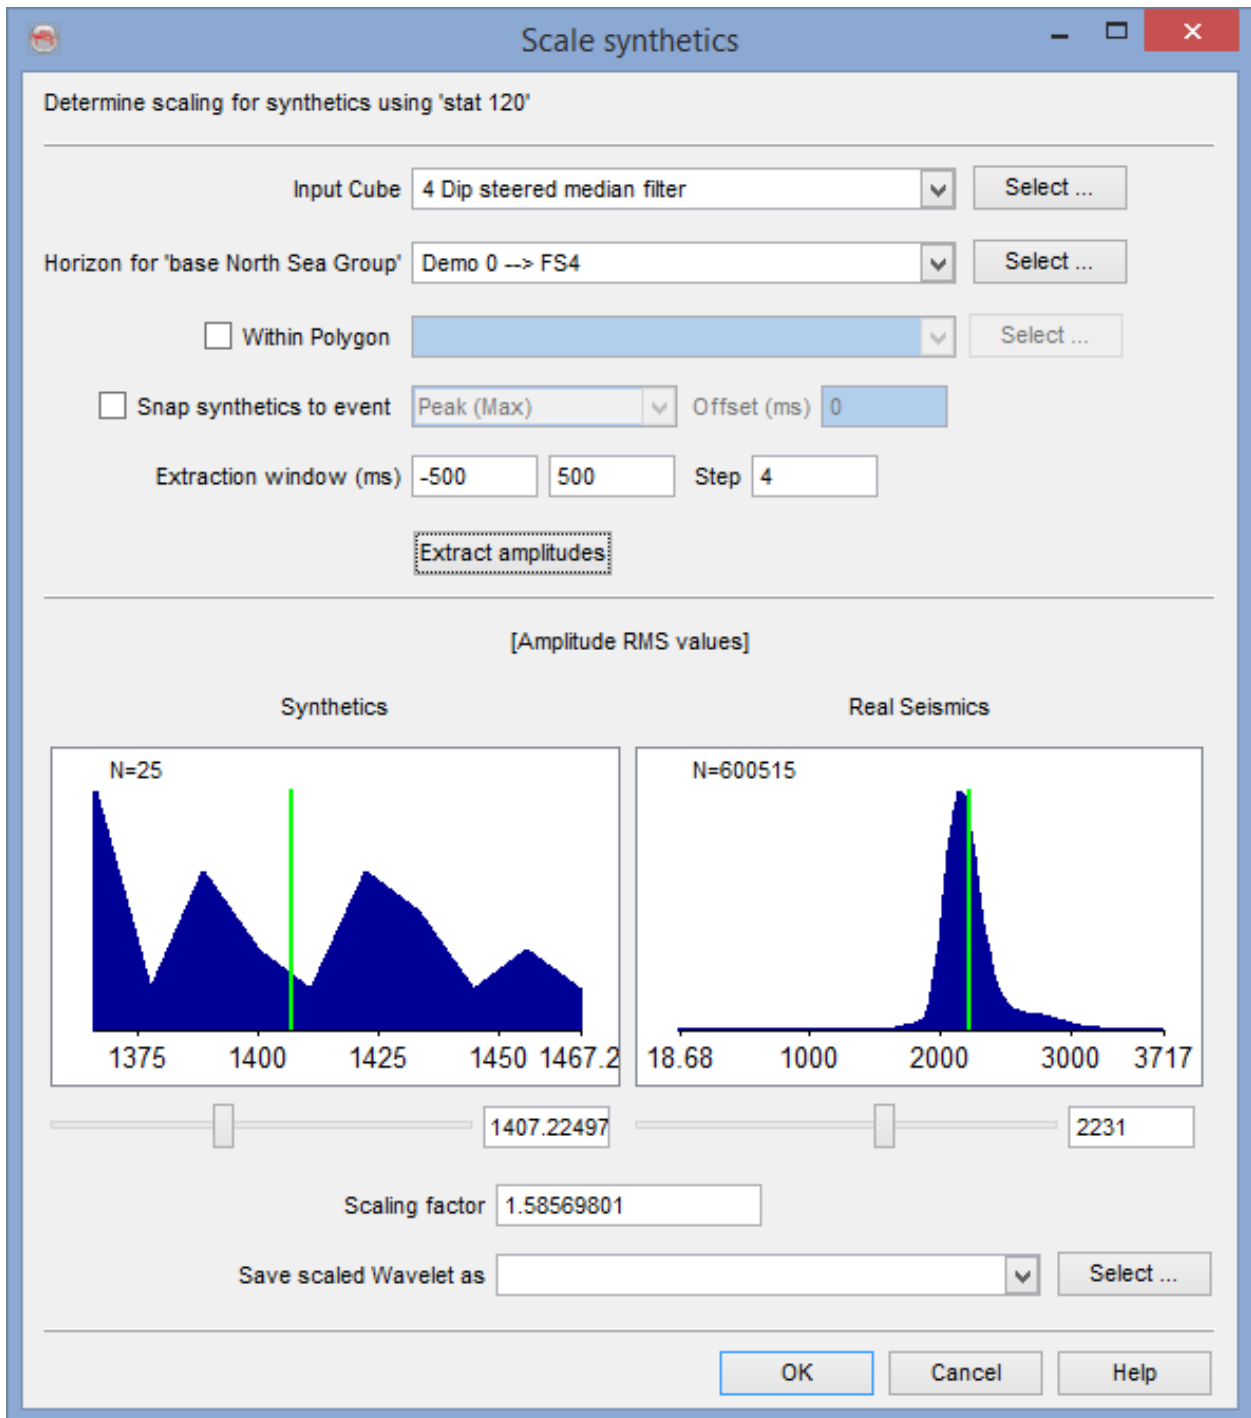 Scale synthetics
Determine scaling for synthetics using 'stat 120'
Input Cube 4 Dip steered median filter Select ...
Horizon for 'base North Sea Group' Demo 0 --> FS4 Select ...
Within Polygon Select ...
Snap synthetics to event Peak (Max) Offset (ms) 0
Extraction window (ms) -500 500 Step 4
Extract amplitudes
[Amplitude RMS values]
Synthetics Real Seismics
N=25 N=600515
1375 1400 1425 1450 1467.2 18.68 1000 2000 3000 3717
1407.22497 2231
Scaling factor 1.58569801
Save scaled Wavelet as Select ...
OK Cancel Help